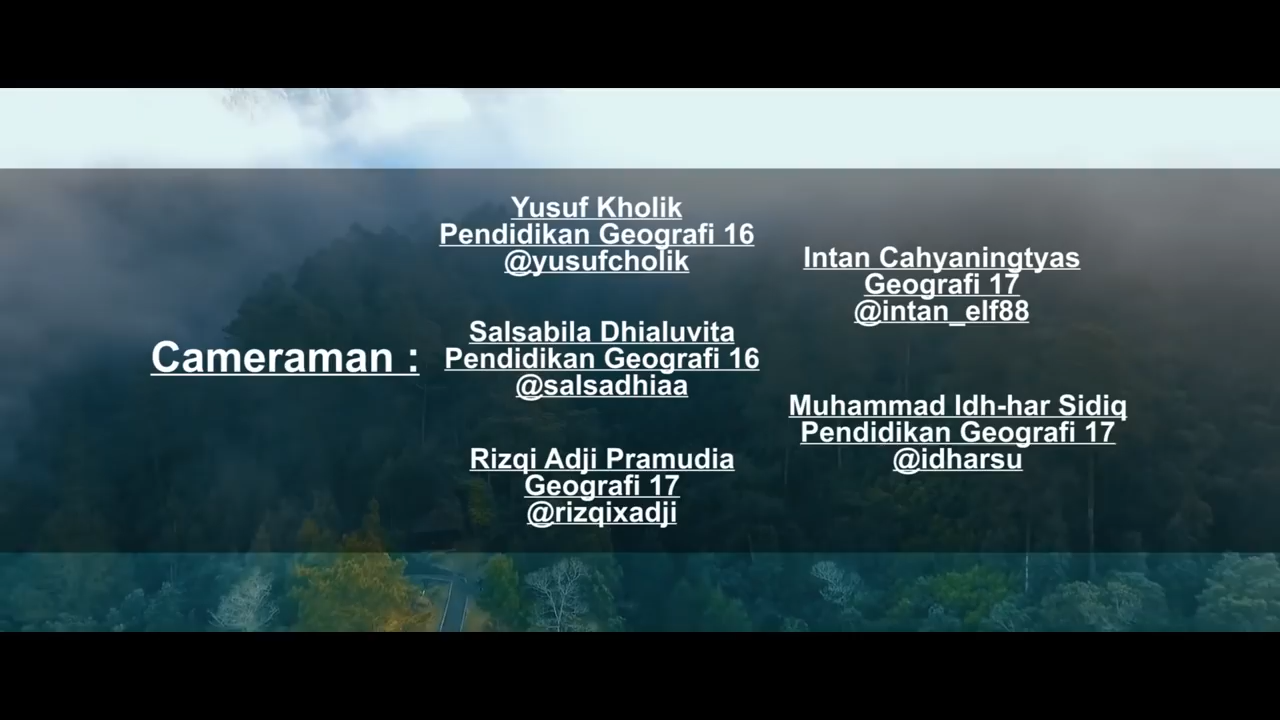 Cameraman :
Yusuf Kholik
Pendidikan Geografi 16
@yusufcholik
Salsabila Dhialuvita
Pendidikan Geografi 16
@salsadhiaa
Rizqi Adji Pramudia
Geografi 17
@rizqixadji
Intan Cahyaningtyas
Geografi 17
@intan_elf88
Muhammad Idh-har Sidiq
Pendidikan Geografi 17
@idharsu